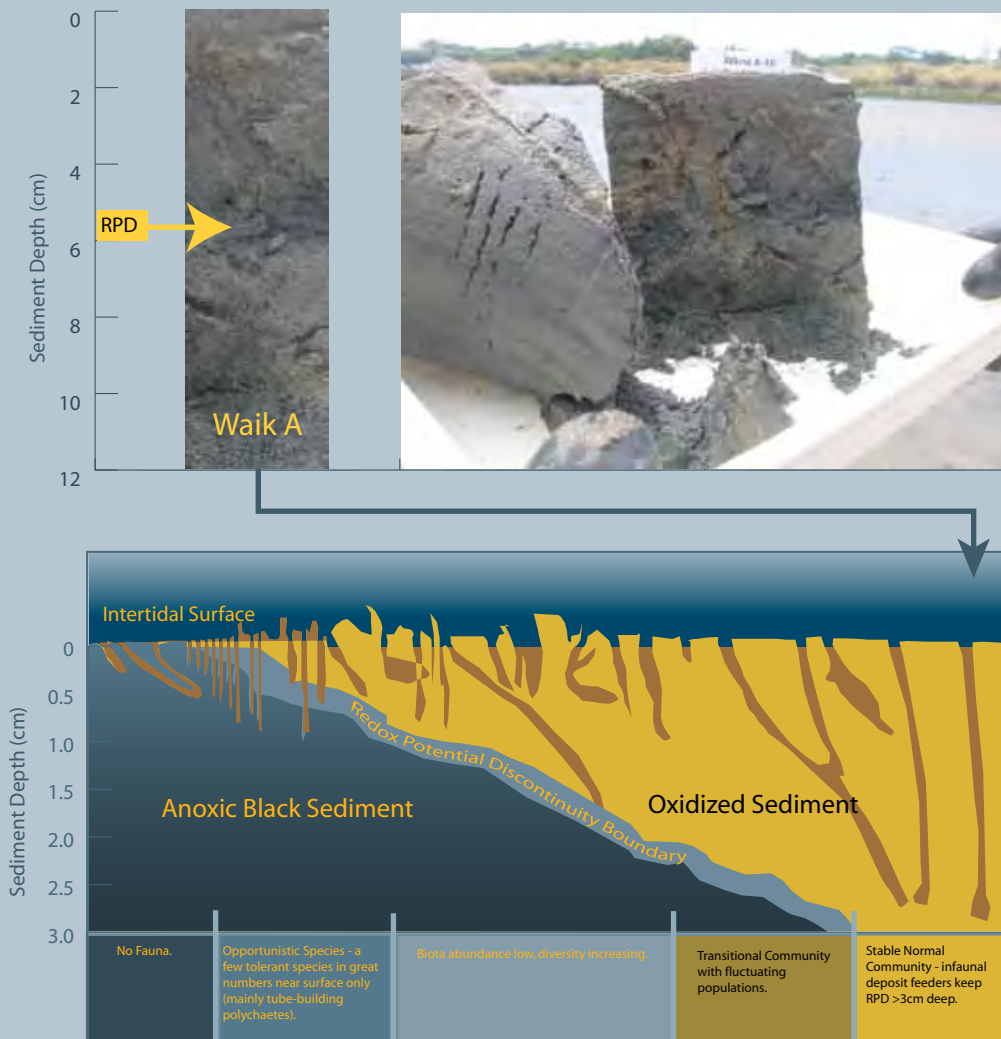 0
2
4
6
8
10
12
Sediment Depth (cm)
RPD
Waik A
Intertidal Surface
0
0.5
1.0
1.5
2.0
2.5
3.0
Sediment Depth (cm)
Redox Potential Discontinuity Boundary
Anoxic Black Sediment
Oxidized Sediment
No Fauna.
Opportunistic Species - a
few tolerant species in great
numbers near surface only
(mainly tube-building
polychaetes).
Biota abundance low, diversity increasing.
Transitional Community
with fluctuating
populations.
Stable Normal
Community - infaunal
deposit feeders keep
RPD >3cm deep.